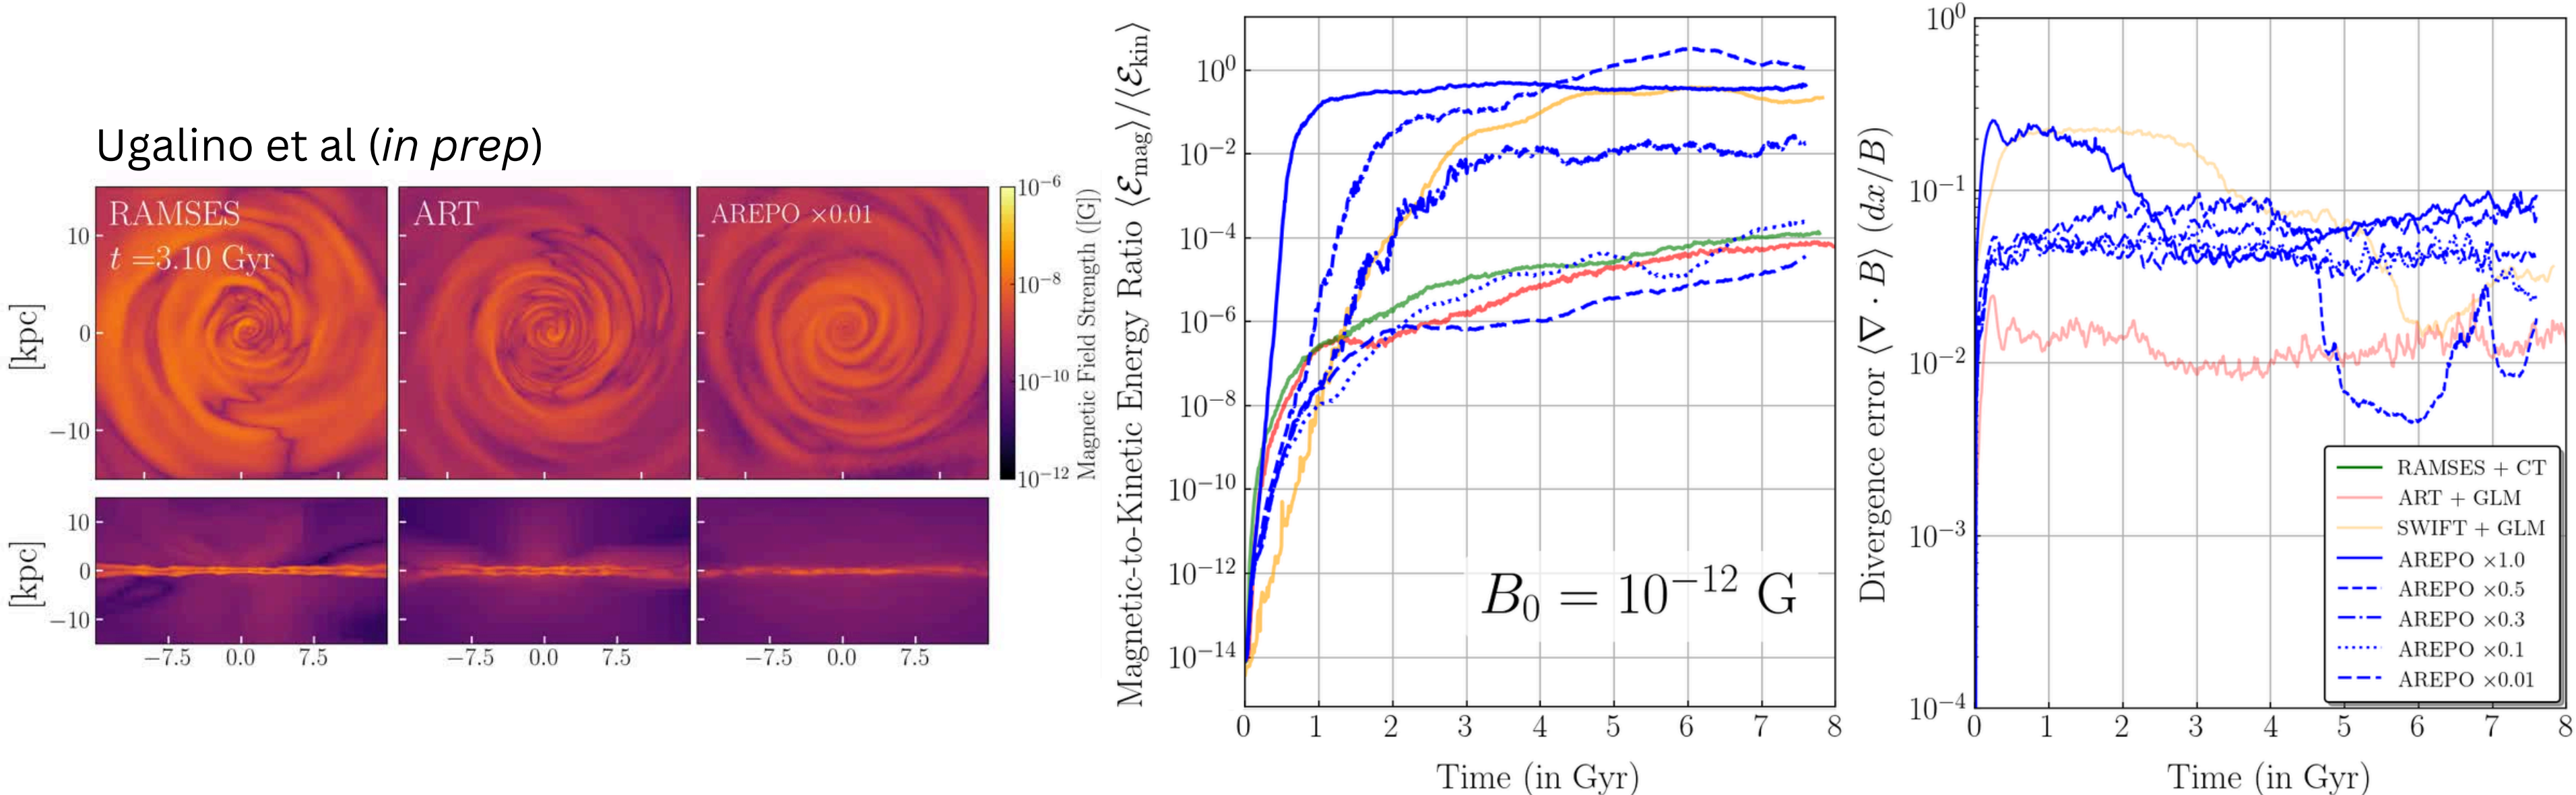 Ugalino et al (in prep)
RAMSES
t =3.10 Gyr
ART
AREPO ×0.01
10
0
−10
[kpc]
10
0
−10
[kpc]
−7.5 0.0 7.5
−7.5 0.0 7.5
−7.5 0.0 7.5
10⁻⁶
10⁻⁸
10⁻¹⁰
10⁻¹²
Magnetic Field Strength ([G])
Magnetic-to-Kinetic Energy Ratio ⟨ℰmag⟩/⟨ℰkin⟩
10⁰
10⁻²
10⁻⁴
10⁻⁶
10⁻⁸
10⁻¹⁰
10⁻¹²
10⁻¹⁴
B₀ = 10⁻¹² G
0 1 2 3 4 5 6 7 8
Time (in Gyr)
Divergence error ⟨∇ · B⟩ (dx/B)
10⁰
10⁻¹
10⁻²
10⁻³
10⁻⁴
RAMSES + CT
ART + GLM
SWIFT + GLM
AREPO ×1.0
AREPO ×0.5
AREPO ×0.3
AREPO ×0.1
AREPO ×0.01
0 1 2 3 4 5 6 7 8
Time (in Gyr)